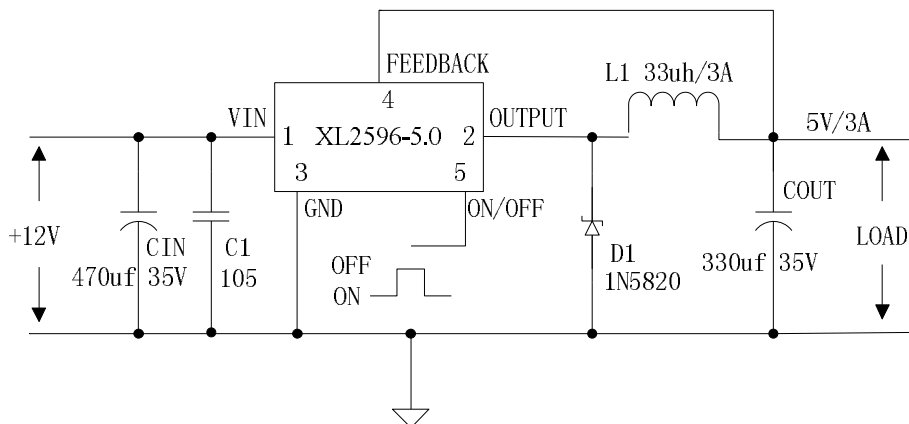 FEEDBACK
L1 33uh/3A
4
VIN
OUTPUT
5V/3A
1 XL2596-5.0 2
3
5
GND
ON/OFF
COUT
+12V
CIN
C1
OFF
D1
LOAD
470uf 35V
105
ON
1N5820
330uf 35V